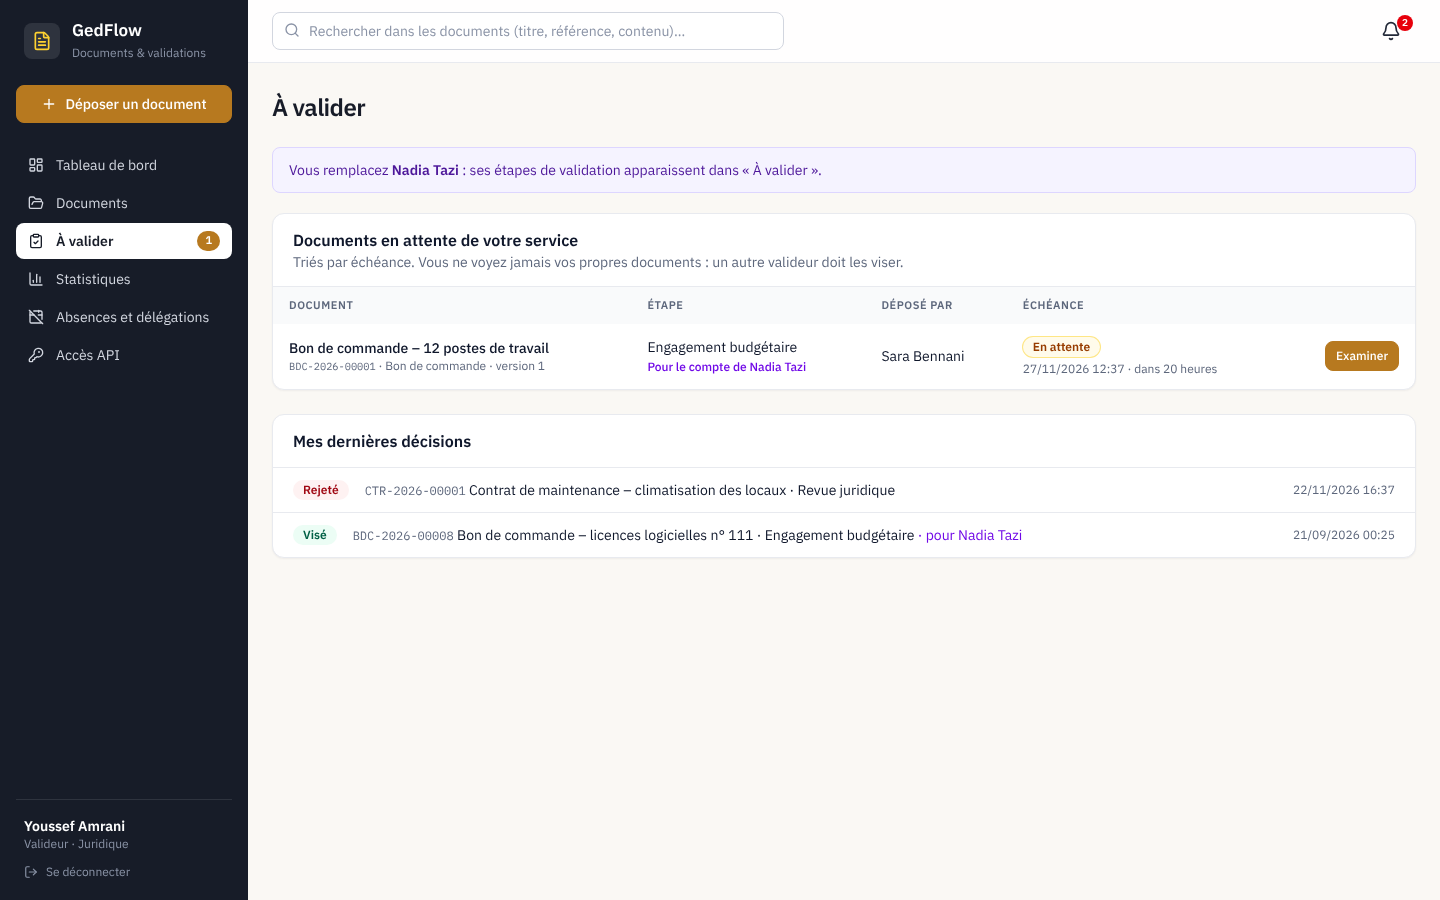 GedFlow
Documents & validations
Déposer un document
Tableau de bord
Documents
À valider 1
Statistiques
Absences et délégations
Accès API
Youssef Amrani
Valideur · Juridique
Se déconnecter
Rechercher dans les documents (titre, référence, contenu)...
2
À valider
Vous remplacez Nadia Tazi : ses étapes de validation apparaissent dans « À valider ».
Documents en attente de votre service
Triés par échéance. Vous ne voyez jamais vos propres documents : un autre valideur doit les viser.
DOCUMENT ÉTAPE DÉPOSÉ PAR ÉCHÉANCE
Bon de commande – 12 postes de travail
BDC-2026-00001 · Bon de commande · version 1
Engagement budgétaire
Pour le compte de Nadia Tazi
Sara Bennani
En attente
27/11/2026 12:37 · dans 20 heures
Examiner
Mes dernières décisions
Rejeté CTR-2026-00001 Contrat de maintenance – climatisation des locaux · Revue juridique 22/11/2026 16:37
Visé BDC-2026-00008 Bon de commande – licences logicielles n° 111 · Engagement budgétaire · pour Nadia Tazi 21/09/2026 00:25